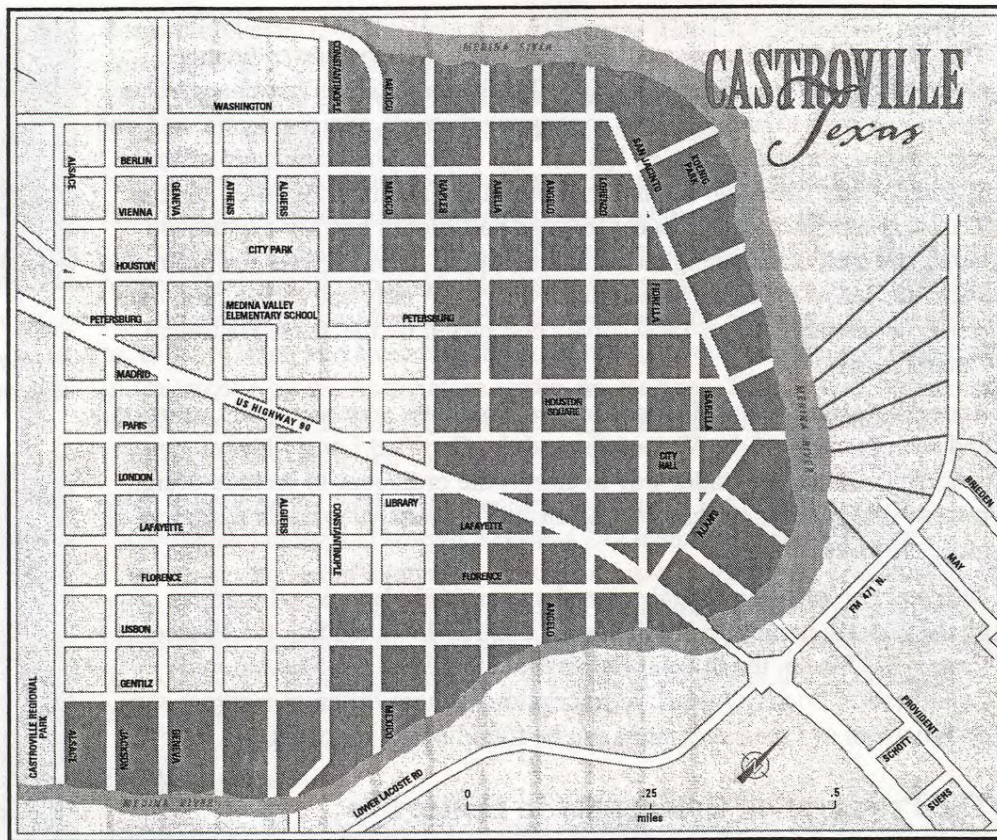 MEDINA RIVER
CASTROVILLE
Texas
CONSTANTINOPLE
MEXICO
WASHINGTON
SAN JACINTO
KOENIG
PARK
BERLIN
ALSACE
GENEVA
ATHENS
ALGIERS
MEXICO
NAPLES
AMELIA
ANGELO
LORENZO
VIENNA
CITY PARK
HOUSTON
FIORELLA
MEDINA VALLEY
ELEMENTARY SCHOOL
PETERSBURG
PETERSBURG
MADRID
US HIGHWAY 90
HOUSTON
SQUARE
ISABELLA
MEDINA RIVER
PARIS
CITY
HALL
LONDON
BRIEDEN
ALGIERS
CONSTANTINOPLE
LIBRARY
LAFAYETTE
LAFAYETTE
MAY
FLORENCE
FLORENCE
FM 471 N.
ANGELO
LISBON
GENTILZ
CASTROVILLE REGIONAL
PARK
ALSACE
JACKSON
GENEVA
MEXICO
PROVIDENT
SCHOTT
SUEHS
LOWER LACOSTE RD
MEDINA RIVER
0
.25
.5
miles